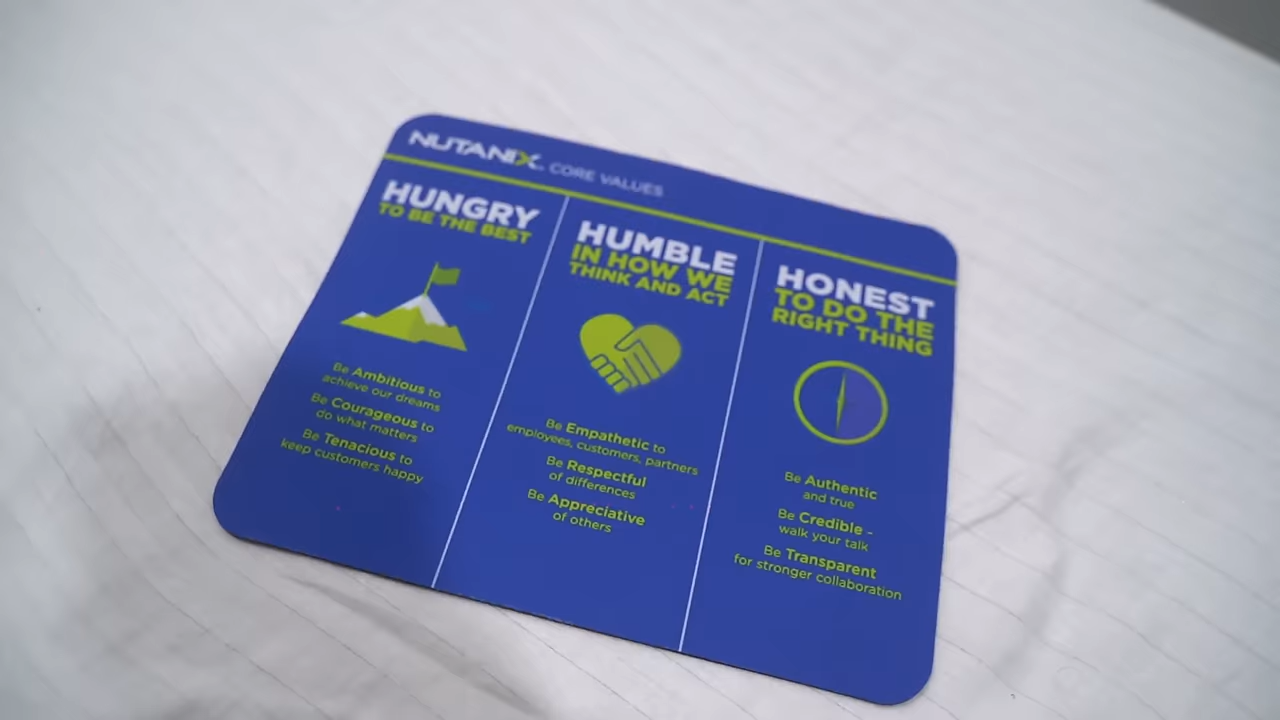 NUTANIX CORE VALUES
HUNGRY
TO BE THE BEST
Be Ambitious to
achieve our dreams
Be Courageous to
do what matters
Be Tenacious to
keep customers happy
HUMBLE
IN HOW WE
THINK AND ACT
Be Empathetic to
employees, customers, partners
Be Respectful
of differences
Be Appreciative
of others
HONEST
TO DO THE
RIGHT THING
Be Authentic
and true
Be Credible -
walk your talk
Be Transparent
for stronger collaboration